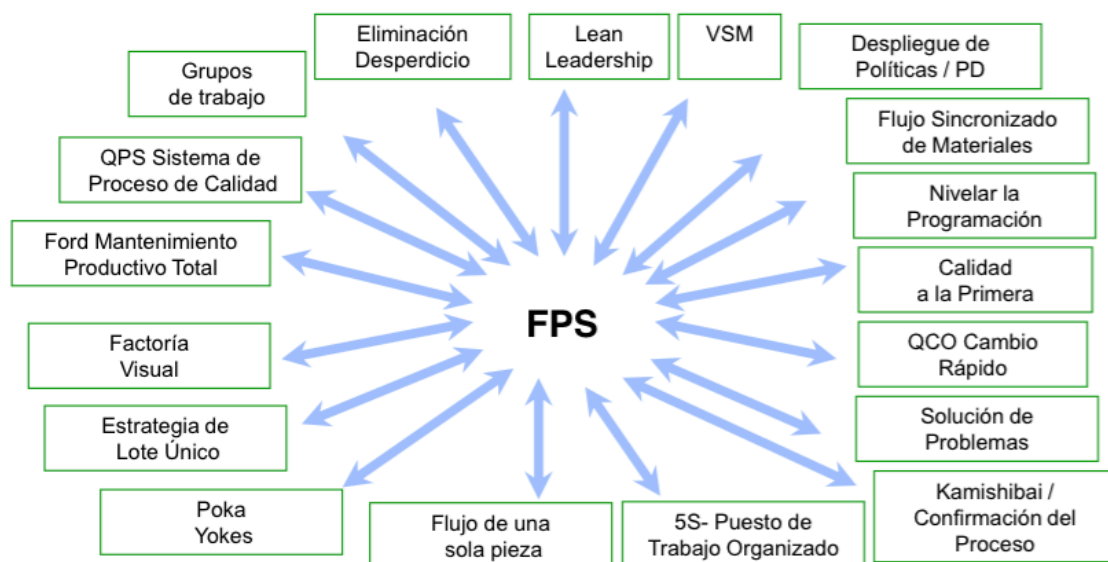 Eliminación
Desperdicio
Lean
Leadership
VSM
Despliegue de
Políticas / PD
Grupos
de trabajo
Flujo Sincronizado
de Materiales
QPS Sistema de
Proceso de Calidad
Nivelar la
Programación
Ford Mantenimiento
Productivo Total
Calidad
a la Primera
FPS
Factoría
Visual
QCO Cambio
Rápido
Estrategia de
Lote Único
Solución de
Problemas
Poka
Yokes
Flujo de una
sola pieza
5S- Puesto de
Trabajo Organizado
Kamishibai /
Confirmación del
Proceso